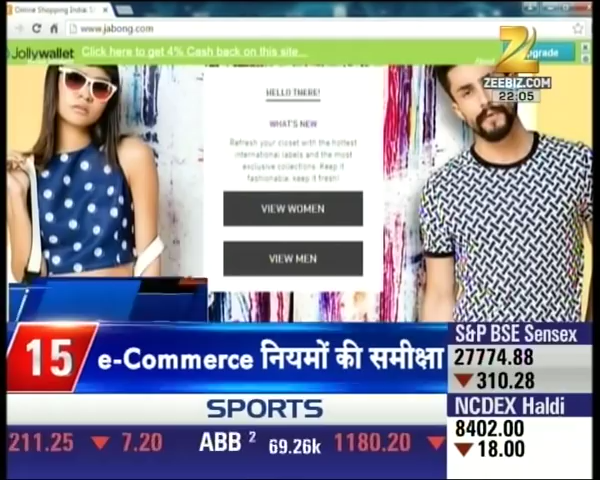 Online Shopping India
www.jabong.com
Jollywallet Click here to get 4% Cash back on this site...
Upgrade
ZEEBIZ.COM
22:05
HELLO THERE!
WHAT'S NEW
Refresh your closet with the hottest
international labels and the most
exclusive collections. Keep it
fashionable, keep it fresh!
VIEW WOMEN
VIEW MEN
15 e-Commerce नियमों की समीक्षा
S&P BSE Sensex
27774.88
▼ 310.28
SPORTS
NCDEX Haldi
8402.00
▼ 18.00
211.25 ▼ 7.20 ABB 2 69.26k 1180.20 ▼